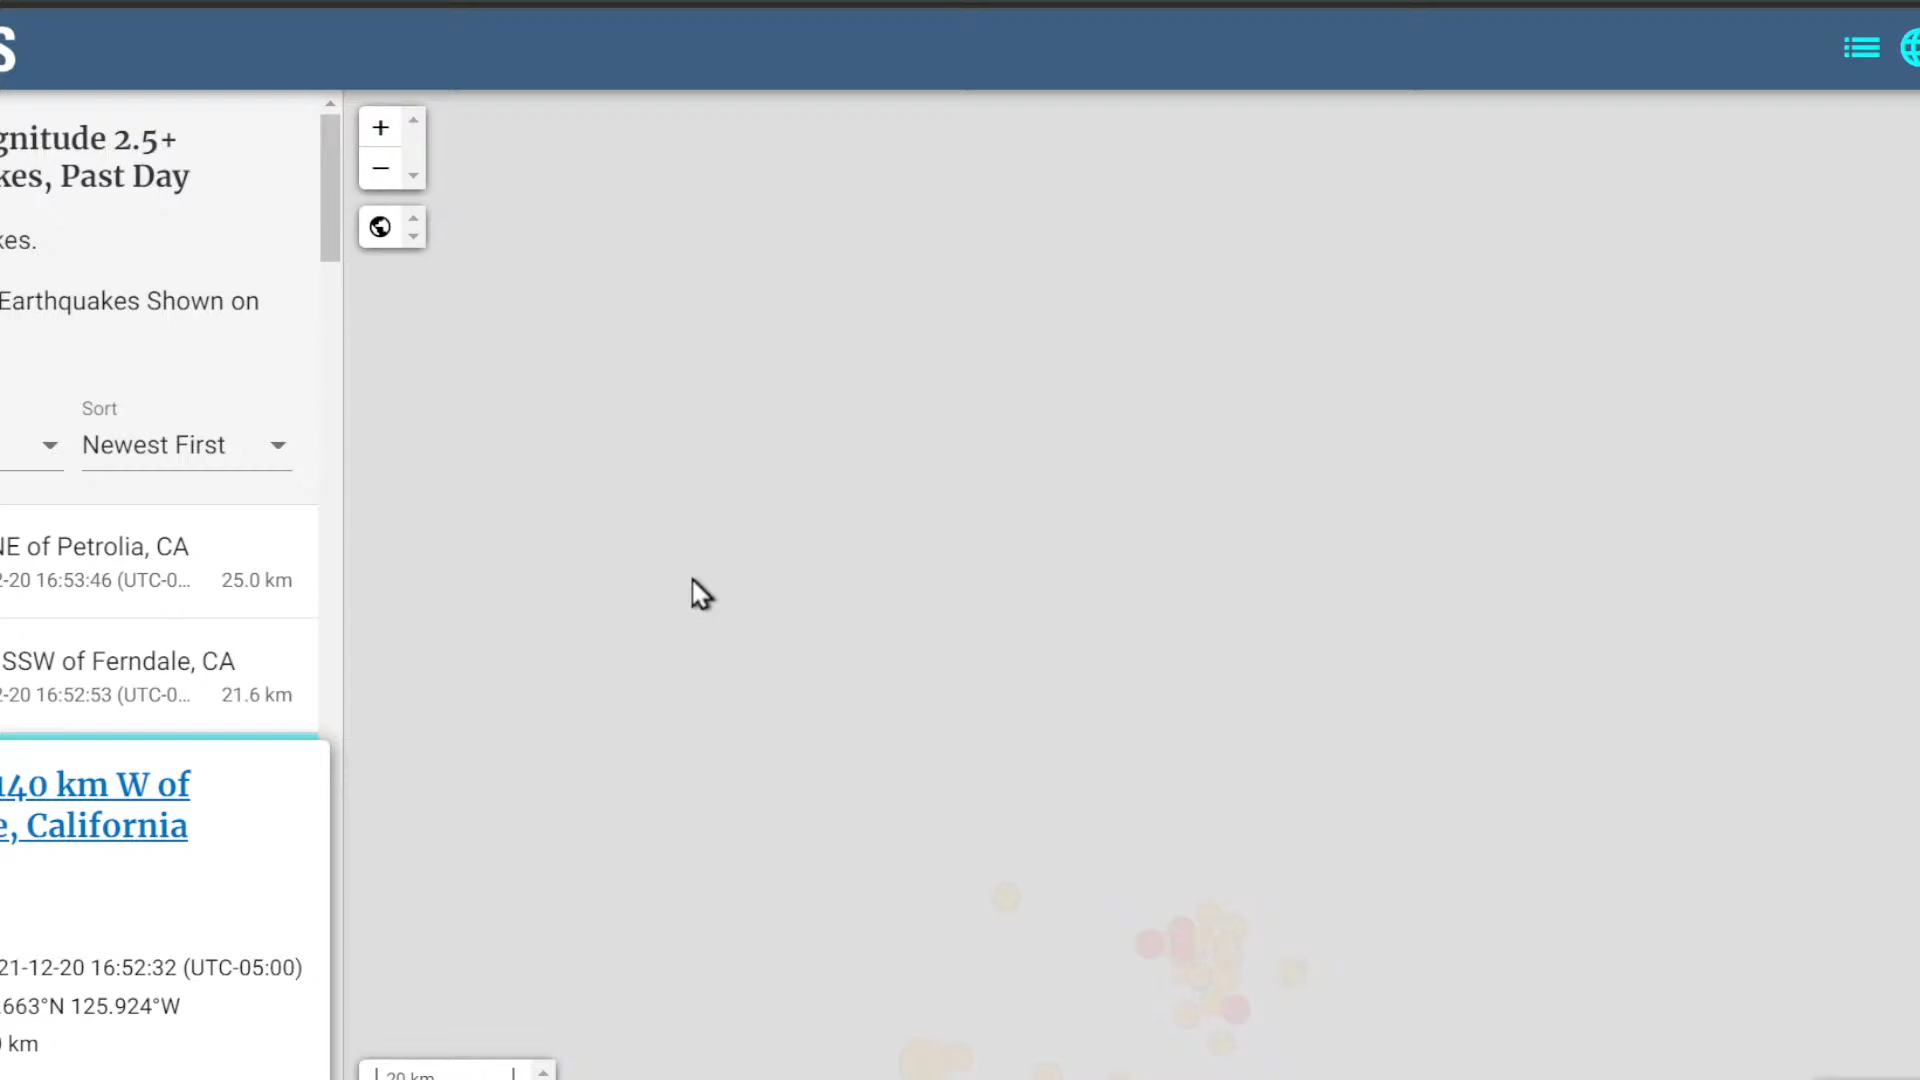 S
gnitude 2.5+
kes, Past Day
kes.
Earthquakes Shown on
Sort
Newest First
NE of Petrolia, CA
2-20 16:53:46 (UTC-0... 25.0 km
SSW of Ferndale, CA
2-20 16:52:53 (UTC-0... 21.6 km
140 km W of
e, California
21-12-20 16:52:32 (UTC-05:00)
.663°N 125.924°W
km
+
−
20 km